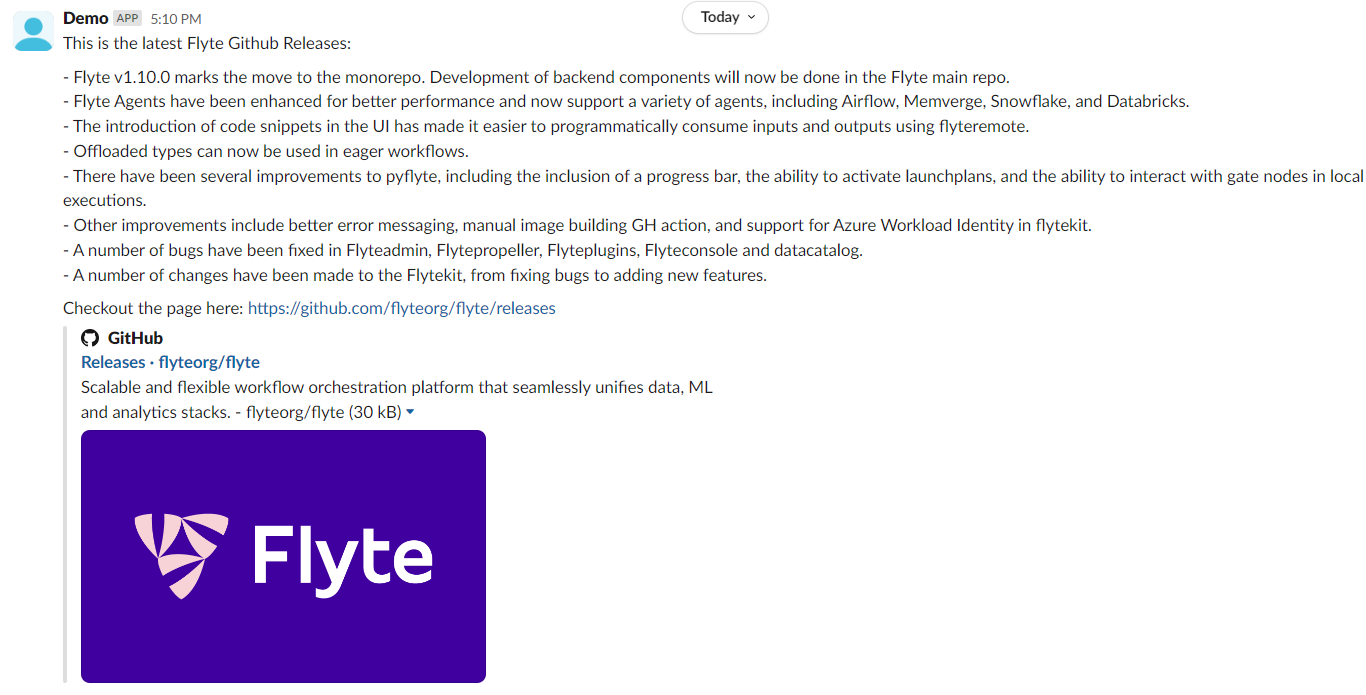 Demo APP 5:10 PM
Today
This is the latest Flyte Github Releases:
- Flyte v1.10.0 marks the move to the monorepo. Development of backend components will now be done in the Flyte main repo.
- Flyte Agents have been enhanced for better performance and now support a variety of agents, including Airflow, Memverge, Snowflake, and Databricks.
- The introduction of code snippets in the UI has made it easier to programmatically consume inputs and outputs using flyteremote.
- Offloaded types can now be used in eager workflows.
- There have been several improvements to pyflyte, including the inclusion of a progress bar, the ability to activate launchplans, and the ability to interact with gate nodes in local
executions.
- Other improvements include better error messaging, manual image building GH action, and support for Azure Workload Identity in flytekit.
- A number of bugs have been fixed in Flyteadmin, Flytepropeller, Flyteplugins, Flyteconsole and datacatalog.
- A number of changes have been made to the Flytekit, from fixing bugs to adding new features.
Checkout the page here: https://github.com/flyteorg/flyte/releases
GitHub
Releases · flyteorg/flyte
Scalable and flexible workflow orchestration platform that seamlessly unifies data, ML
and analytics stacks. - flyteorg/flyte (30 kB)
Flyte